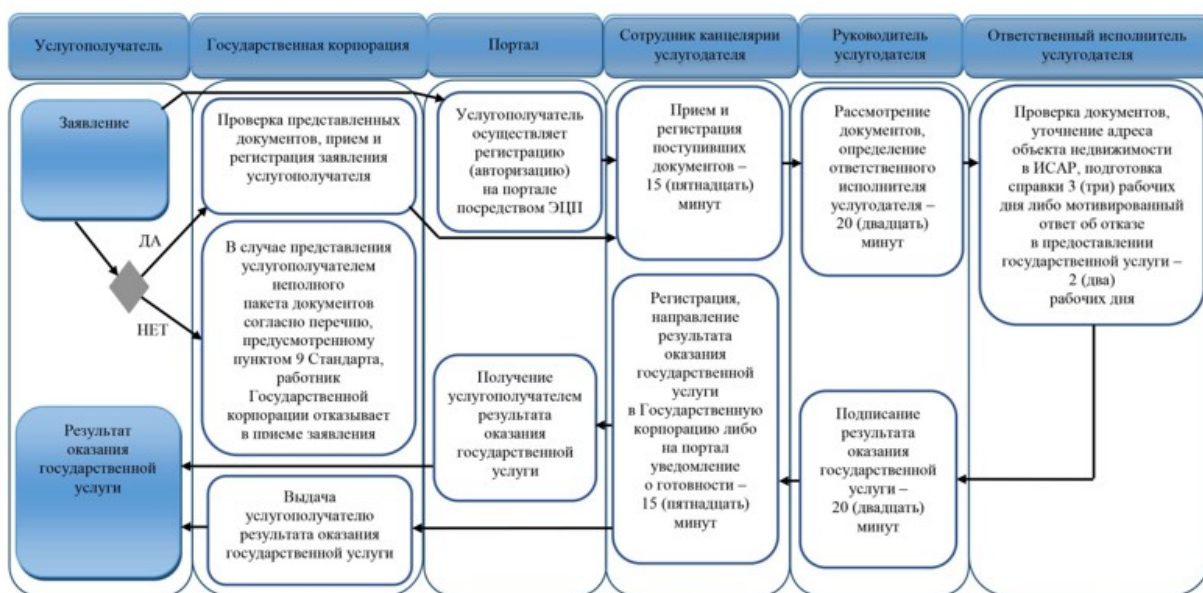 Услугополучатель
Государственная корпорация
Портал
Сотрудник канцелярии
услугодателя
Руководитель
услугодателя
Ответственный исполнитель
услугодателя
Заявление
ДА
НЕТ
Результат
оказания
государственной
услуги
Проверка представленных
документов, прием и
регистрация заявления
услугополучателя
В случае представления
услугополучателем
неполного
пакета документов
согласно перечню,
предусмотренному
пунктом 9 Стандарта,
работник
Государственной
корпорации отказывает
в приеме заявления
Выдача
услугополучателю
результата оказания
государственной услуги
Услугополучатель
осуществляет
регистрацию
(авторизацию)
на портале
посредством ЭЦП
Получение
услугополучателем
результата
оказания
государственной
услуги
Прием и
регистрация
поступивших
документов –
15 (пятнадцать)
минут
Регистрация,
направление
результата
оказания
государственной
услуги
в Государственную
корпорацию либо
на портал
уведомление
о готовности –
15 (пятнадцать)
минут
Рассмотрение
документов,
определение
ответственного
исполнителя
услугодателя –
20 (двадцать)
минут
Подписание
результата
оказания
государственной
услуги –
20 (двадцать)
минут
Проверка документов,
уточнение адреса
объекта недвижимости
в ИСАР, подготовка
справки 3 (три) рабочих
дня либо мотивированный
ответ об отказе
в предоставлении
государственной услуги –
2 (два)
рабочих дня